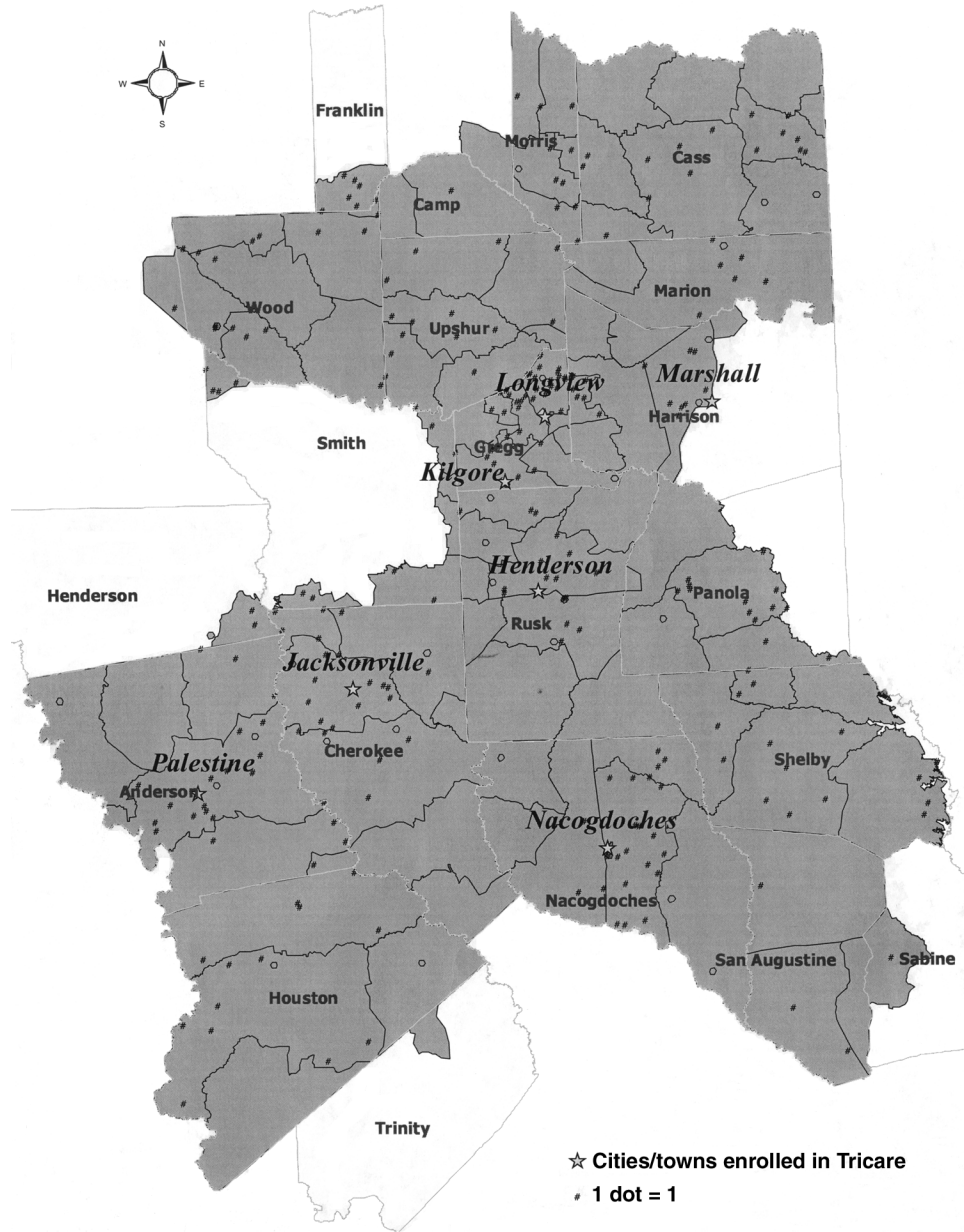 N
W E
S
Franklin
Morris
Cass
Camp
Wood
Marion
Upshur
Longview
Marshall
Harrison
Smith
Gregg
Kilgore
Henderson
Henderson
Panola
Rusk
Jacksonville
Cherokee
Shelby
Palestine
Anderson
Nacogdoches
Nacogdoches
San Augustine
Sabine
Houston
Trinity
Cities/towns enrolled in Tricare
# 1 dot = 1